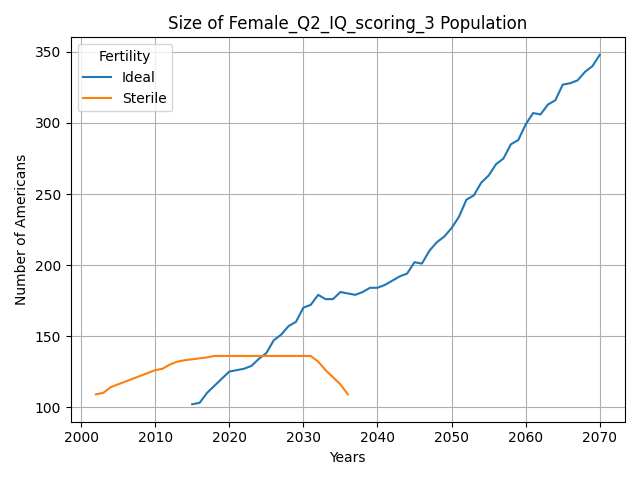 Size of Female_Q2_IQ_scoring_3 Population
Fertility
Ideal
Sterile
350
300
250
200
150
100
Number of Americans
2000 2010 2020 2030 2040 2050 2060 2070
Years